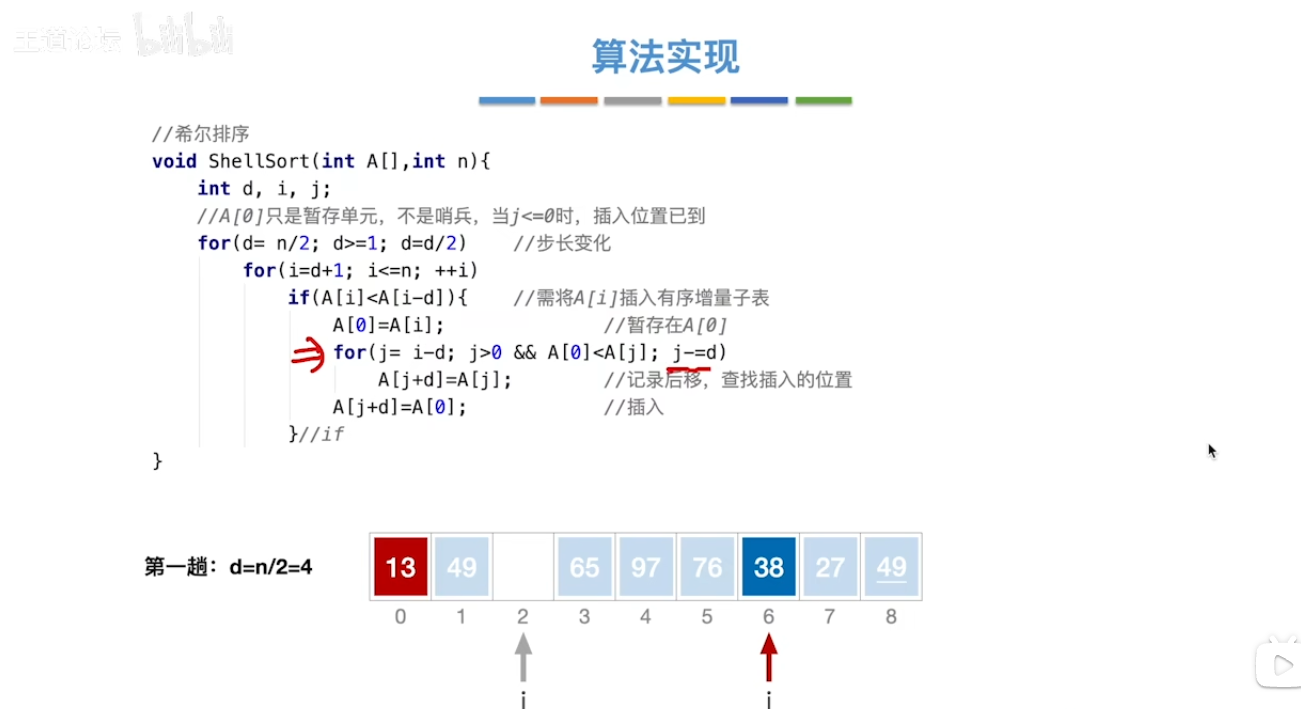 王道论坛 bilibili
算法实现
//希尔排序
void ShellSort(int A[],int n){
int d, i, j;
//A[0]只是暂存单元，不是哨兵，当j<=0时，插入位置已到
for(d= n/2; d>=1; d=d/2) //步长变化
for(i=d+1; i<=n; ++i)
if(A[i]<A[i-d]){ //需将A[i]插入有序增量子表
A[0]=A[i]; //暂存在A[0]
for(j= i-d; j>0 && A[0]<A[j]; j-=d)
A[j+d]=A[j]; //记录后移，查找插入的位置
A[j+d]=A[0]; //插入
}//if
}
第一趟：d=n/2=4 13 49 65 97 76 38 27 49
0 1 2 3 4 5 6 7 8